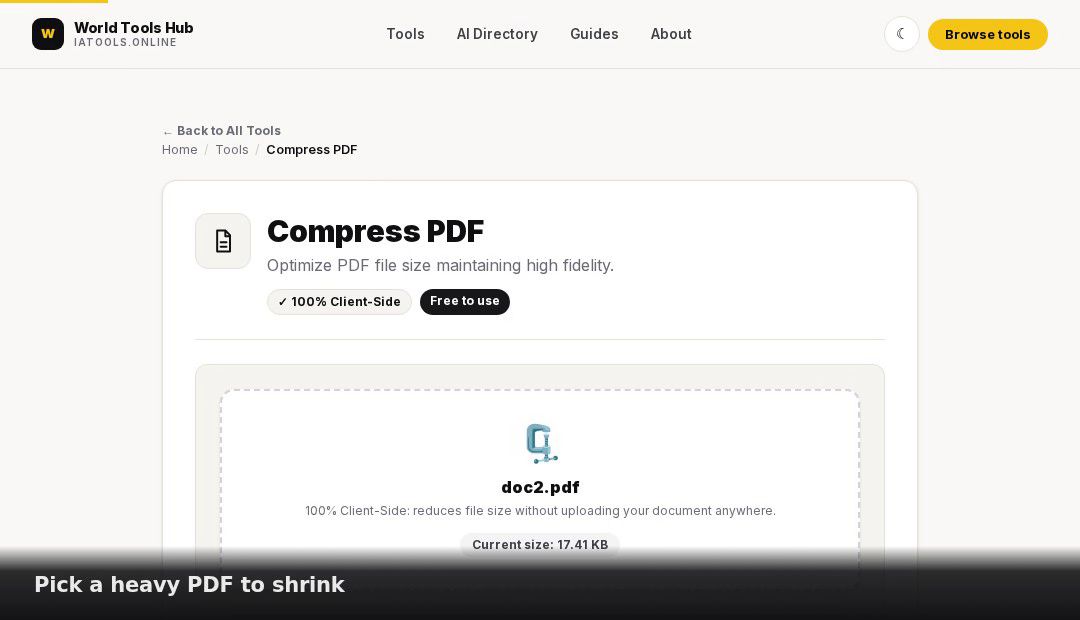 W
World Tools Hub
IATOOLS.ONLINE
Tools
AI Directory
Guides
About
☾
Browse tools
← Back to All Tools
Home / Tools / Compress PDF
Compress PDF
Optimize PDF file size maintaining high fidelity.
✓ 100% Client-Side
Free to use
doc2.pdf
100% Client-Side: reduces file size without uploading your document anywhere.
Current size: 17.41 KB
Pick a heavy PDF to shrink